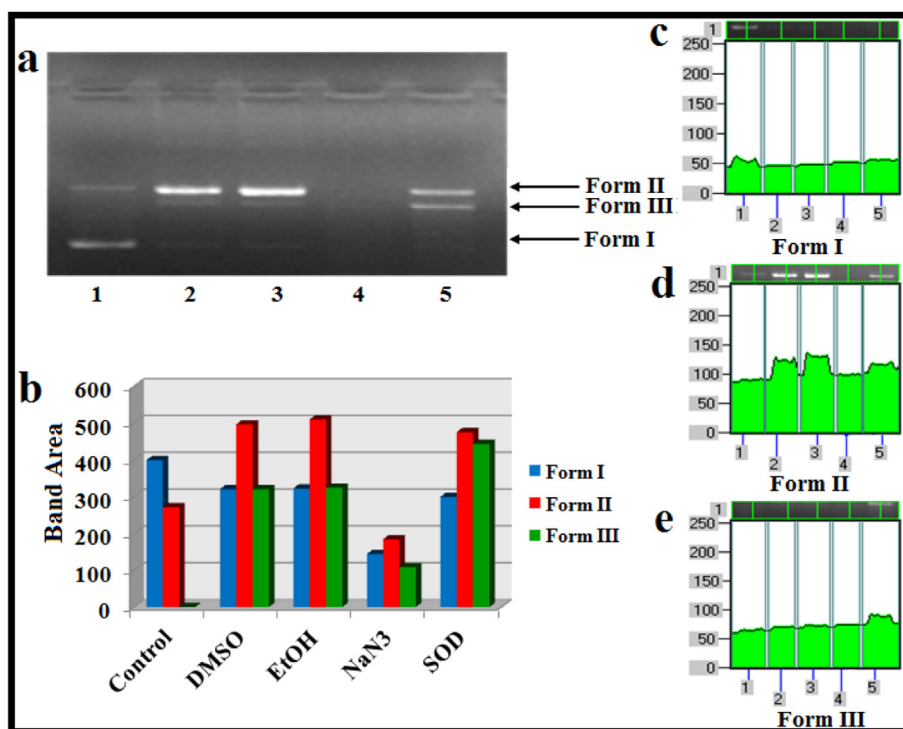 a
Form II
Form III
Form I
1 2 3 4 5
b
600
500
400
300
200
100
0
Band Area
Control DMSO EtOH NaN3 SOD
Form I
Form II
Form III
c
1
250
200
150
100
50
0
1 2 3 4 5
Form I
d
1
250
200
150
100
50
0
1 2 3 4 5
Form II
e
1
250
200
150
100
50
0
1 2 3 4 5
Form III